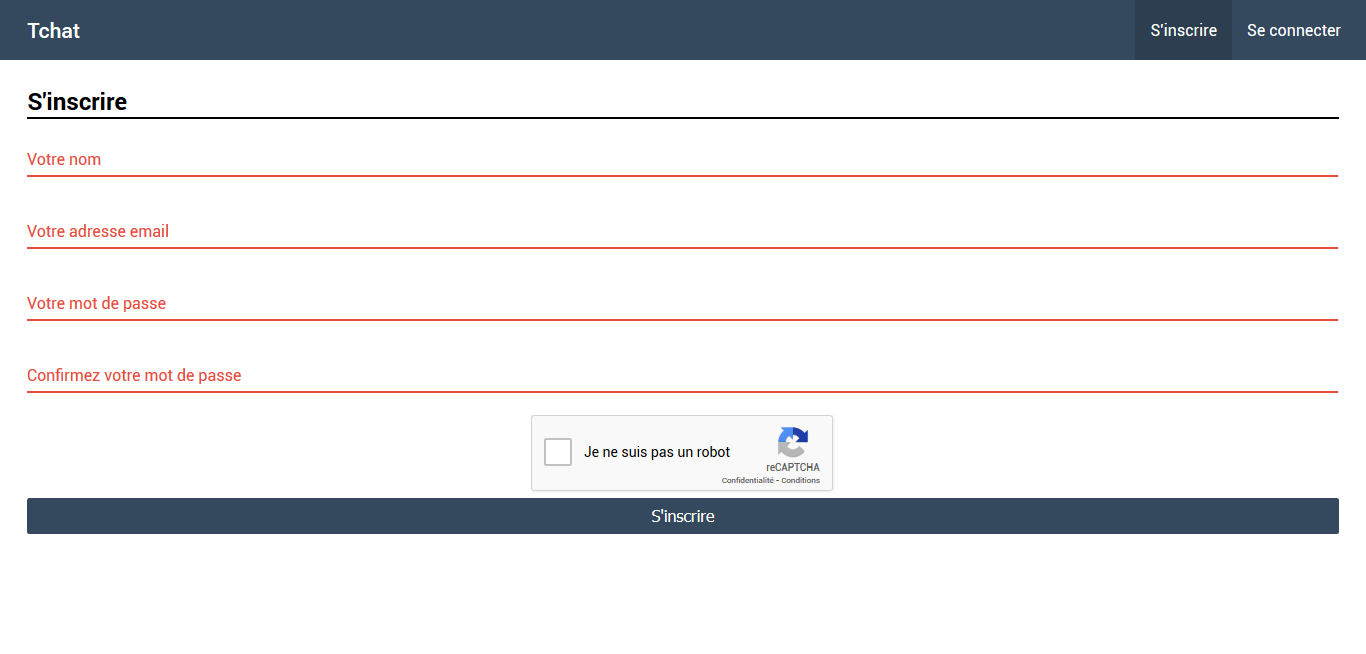 Tchat
S'inscrire
Se connecter
S'inscrire
Votre nom
Votre adresse email
Votre mot de passe
Confirmez votre mot de passe
Je ne suis pas un robot
reCAPTCHA
Confidentialité - Conditions
S'inscrire